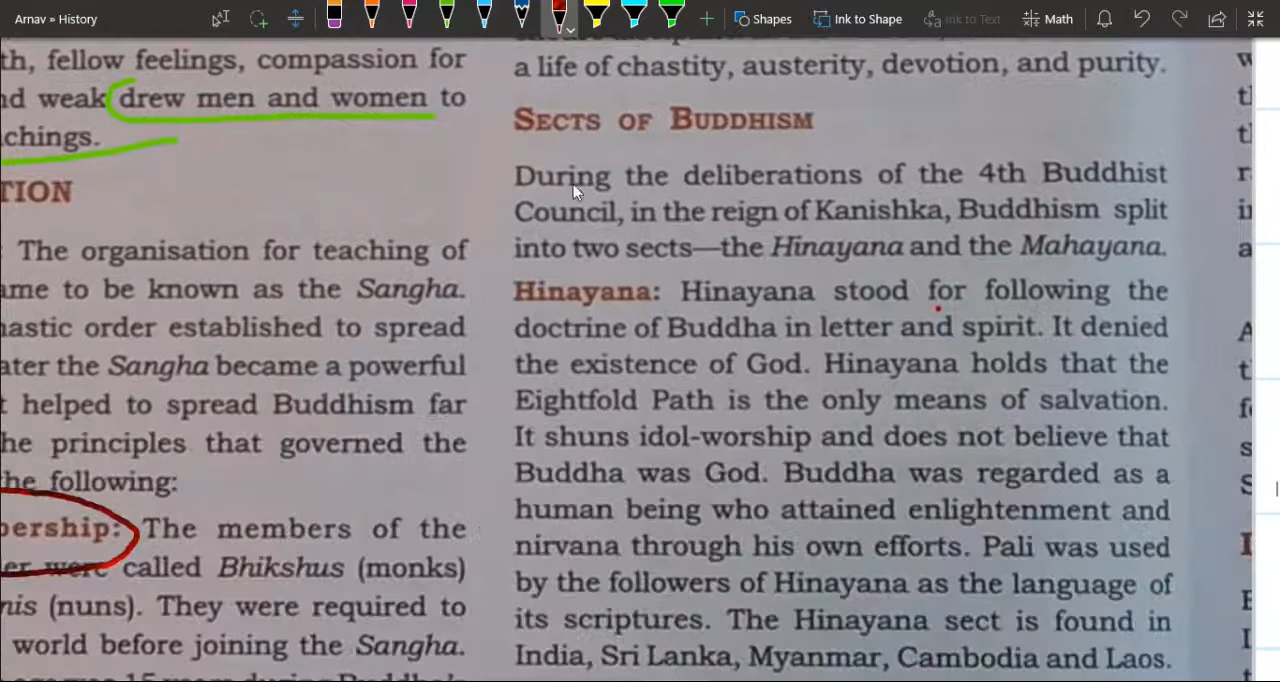 Arnav » History
Shapes
Ink to Shape
Ink to Text
Math
th, fellow feelings, compassion for
nd weak drew men and women to
chings.
TION
The organisation for teaching of
ame to be known as the Sangha.
nastic order established to spread
ater the Sangha became a powerful
t helped to spread Buddhism far
he principles that governed the
he following:
bership: The members of the
er were called Bhikshus (monks)
nis (nuns). They were required to
world before joining the Sangha.
a life of chastity, austerity, devotion, and purity.
SECTS OF BUDDHISM
During the deliberations of the 4th Buddhist
Council, in the reign of Kanishka, Buddhism split
into two sects—the Hinayana and the Mahayana.
Hinayana: Hinayana stood for following the
doctrine of Buddha in letter and spirit. It denied
the existence of God. Hinayana holds that the
Eightfold Path is the only means of salvation.
It shuns idol-worship and does not believe that
Buddha was God. Buddha was regarded as a
human being who attained enlightenment and
nirvana through his own efforts. Pali was used
by the followers of Hinayana as the language of
its scriptures. The Hinayana sect is found in
India, Sri Lanka, Myanmar, Cambodia and Laos.